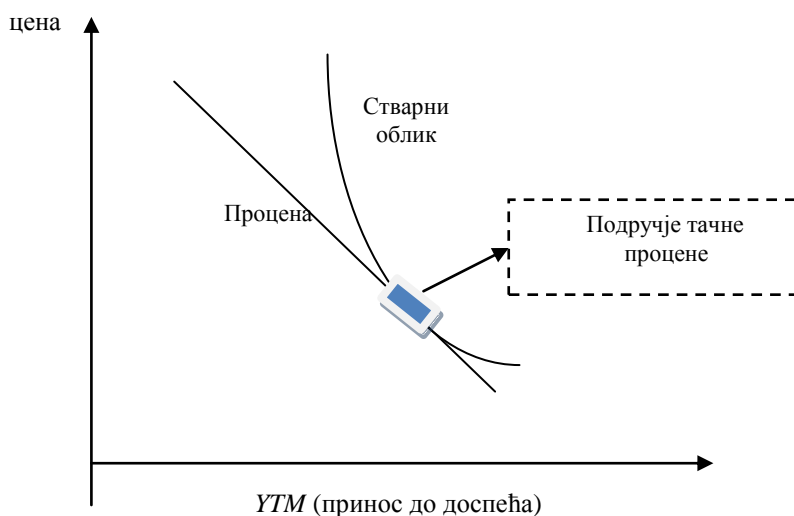 цена
Стварни
облик
Процена
Подручје тачне
процене
YTM (принос до доспећа)